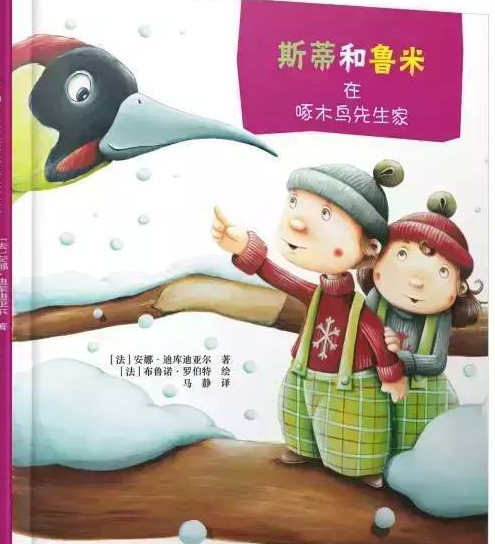 斯蒂和鲁米
在
啄木鸟先生家
[法]安娜·迪库迪亚尔 著
[法]布鲁诺·罗伯特 绘
马静 译